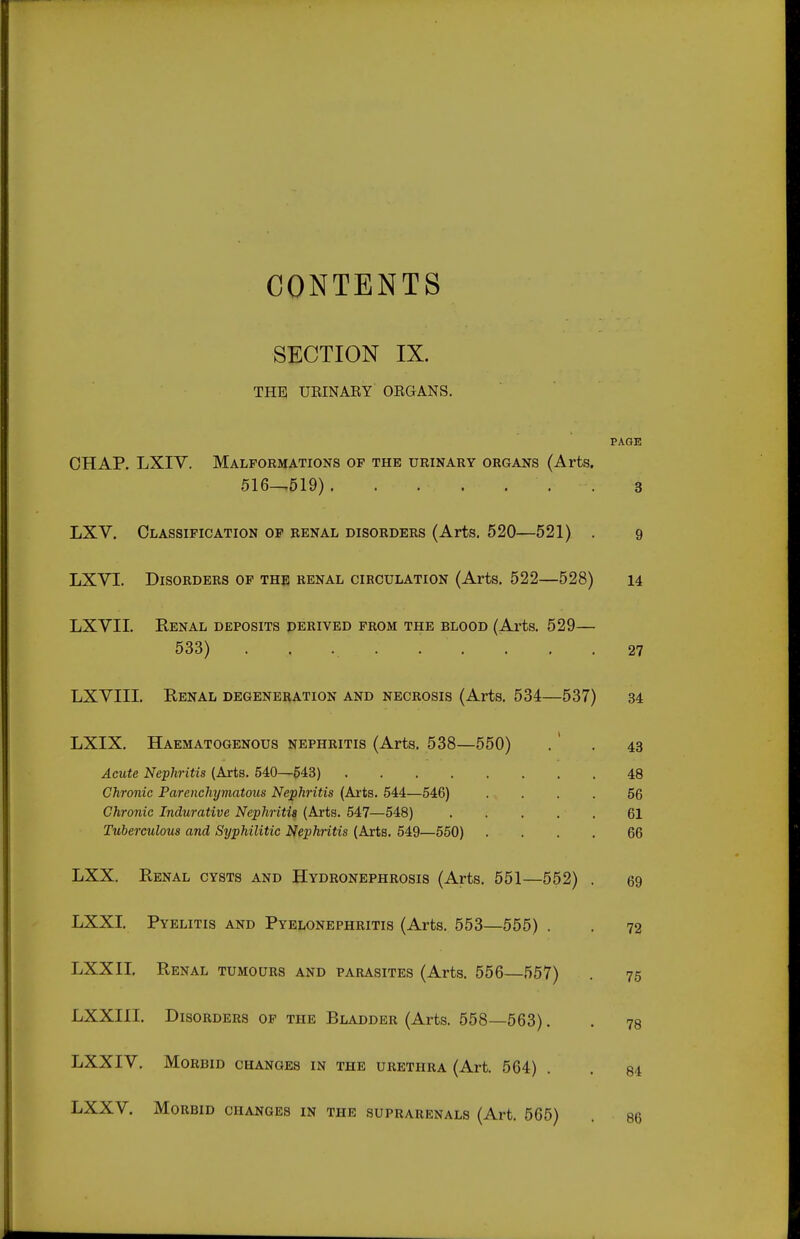 CONTENTS
SECTION IX.
THE URINARY ORGANS.
PAGE
CHAP. LXIV. MALFORMATIONS OF THE URINARY ORGANS (Arts.
516—519) . . . . . . . 3
LXV. CLASSIFICATION OF RENAL DISORDERS (Arts. 520—521) . 9
LXVI. DISORDERS OF THE RENAL CIRCULATION (Arts. 522—528) 14
LXVII. RENAL DEPOSITS DERIVED FROM THE BLOOD (Arts. 529—
533) . . . . . . . . . 27
LXVIII. RENAL DEGENERATION AND NECROSIS (Arts. 534—537) 34
LXIX. HAEMATOGENOUS NEPHRITIS (Arts. 538—550) . . 43
Acute Nephritis (Arts. 540—543) . . . . . . . . 48
Chronic Parenchymatous Nephritis (Arts. 544—546) . . . . 56
Chronic Indurative Nephritis (Arts. 547—548) . . . . . 61
Tuberculous and Syphilitic Nephritis (Arts. 549—550) . . . . 66
LXX. RENAL CYSTS AND HYDRONEPHROSIS (Arts. 551—552) . 69
LXXI. PYELITIS AND PYELONEPHRITIS (Arts. 553—555) . . 72
LXXII. RENAL TUMOURS AND PARASITES (Arts. 556—557) . 75
LXXIII. DISORDERS OF THE BLADDER (Arts. 558—563) . . 78
LXXIV. MORBID CHANGES IN THE URETHRA (Art. 564) . . 84
LXXV. MORBID CHANGES IN THE SUPRARENALS (Art. 565) . 86